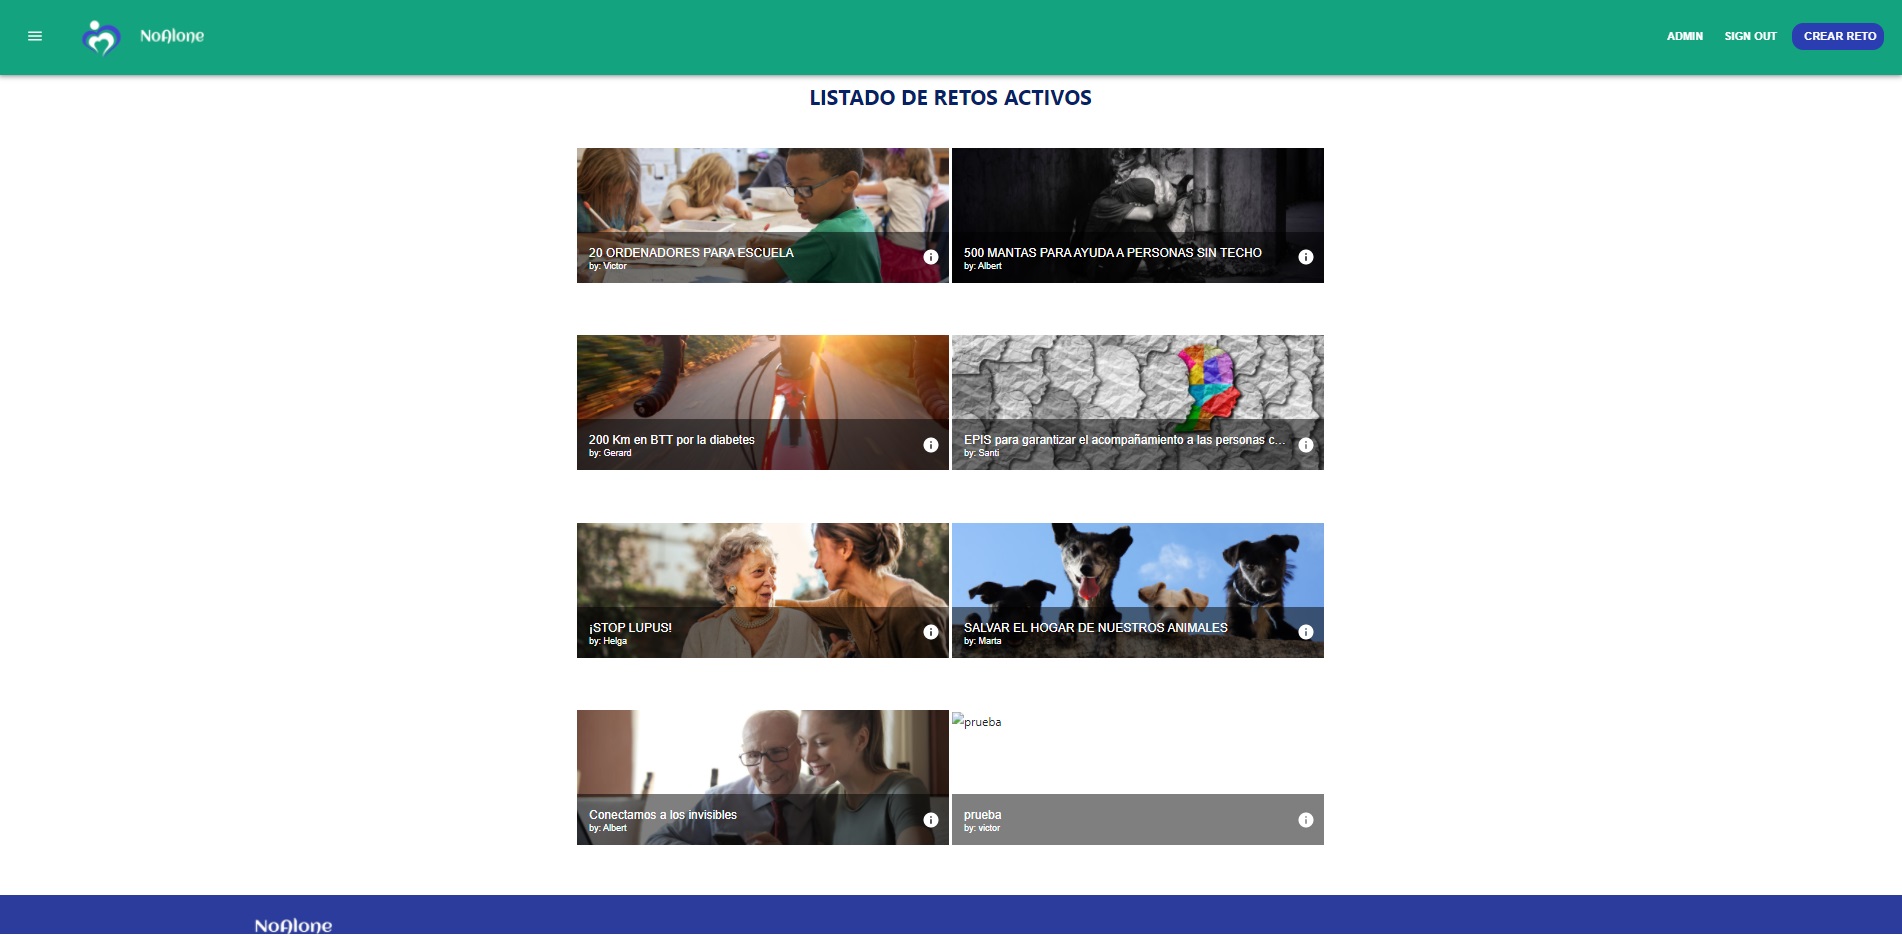 NoAlone
ADMIN
SIGN OUT
CREAR RETO
LISTADO DE RETOS ACTIVOS
20 ORDENADORES PARA ESCUELA
by: Victor
500 MANTAS PARA AYUDA A PERSONAS SIN TECHO
by: Albert
200 Km en BTT por la diabetes
by: Gerard
EPIS para garantizar el acompañamiento a las personas c...
by: Santi
¡STOP LUPUS!
by: Helga
SALVAR EL HOGAR DE NUESTROS ANIMALES
by: Marta
Conectamos a los invisibles
by: Albert
prueba
prueba
by: victor
NoAlone